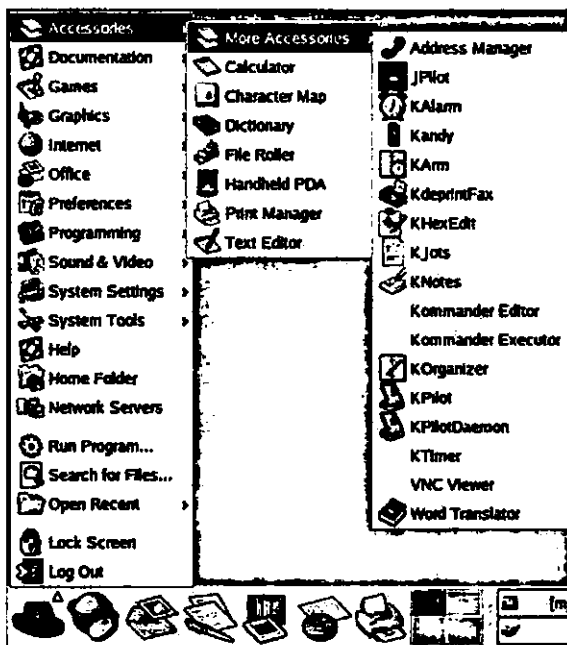 Accessories
Documentation
Games
Graphics
Internet
Office
Preferences
Programming
Sound & Video
System Settings
System Tools
Help
Home Folder
Network Servers
Run Program...
Search for Files...
Open Recent
Lock Screen
Log Out
More Accessories
Calculator
Character Map
Dictionary
File Roller
Handheld PDA
Print Manager
Text Editor
Address Manager
JPilot
KAlarm
Kandy
KArm
KdeprintFax
KHexEdit
KJots
KNotes
Kommander Editor
Kommander Executor
KOrganizer
KPilot
KPilotDaemon
KTimer
VNC Viewer
Word Translator